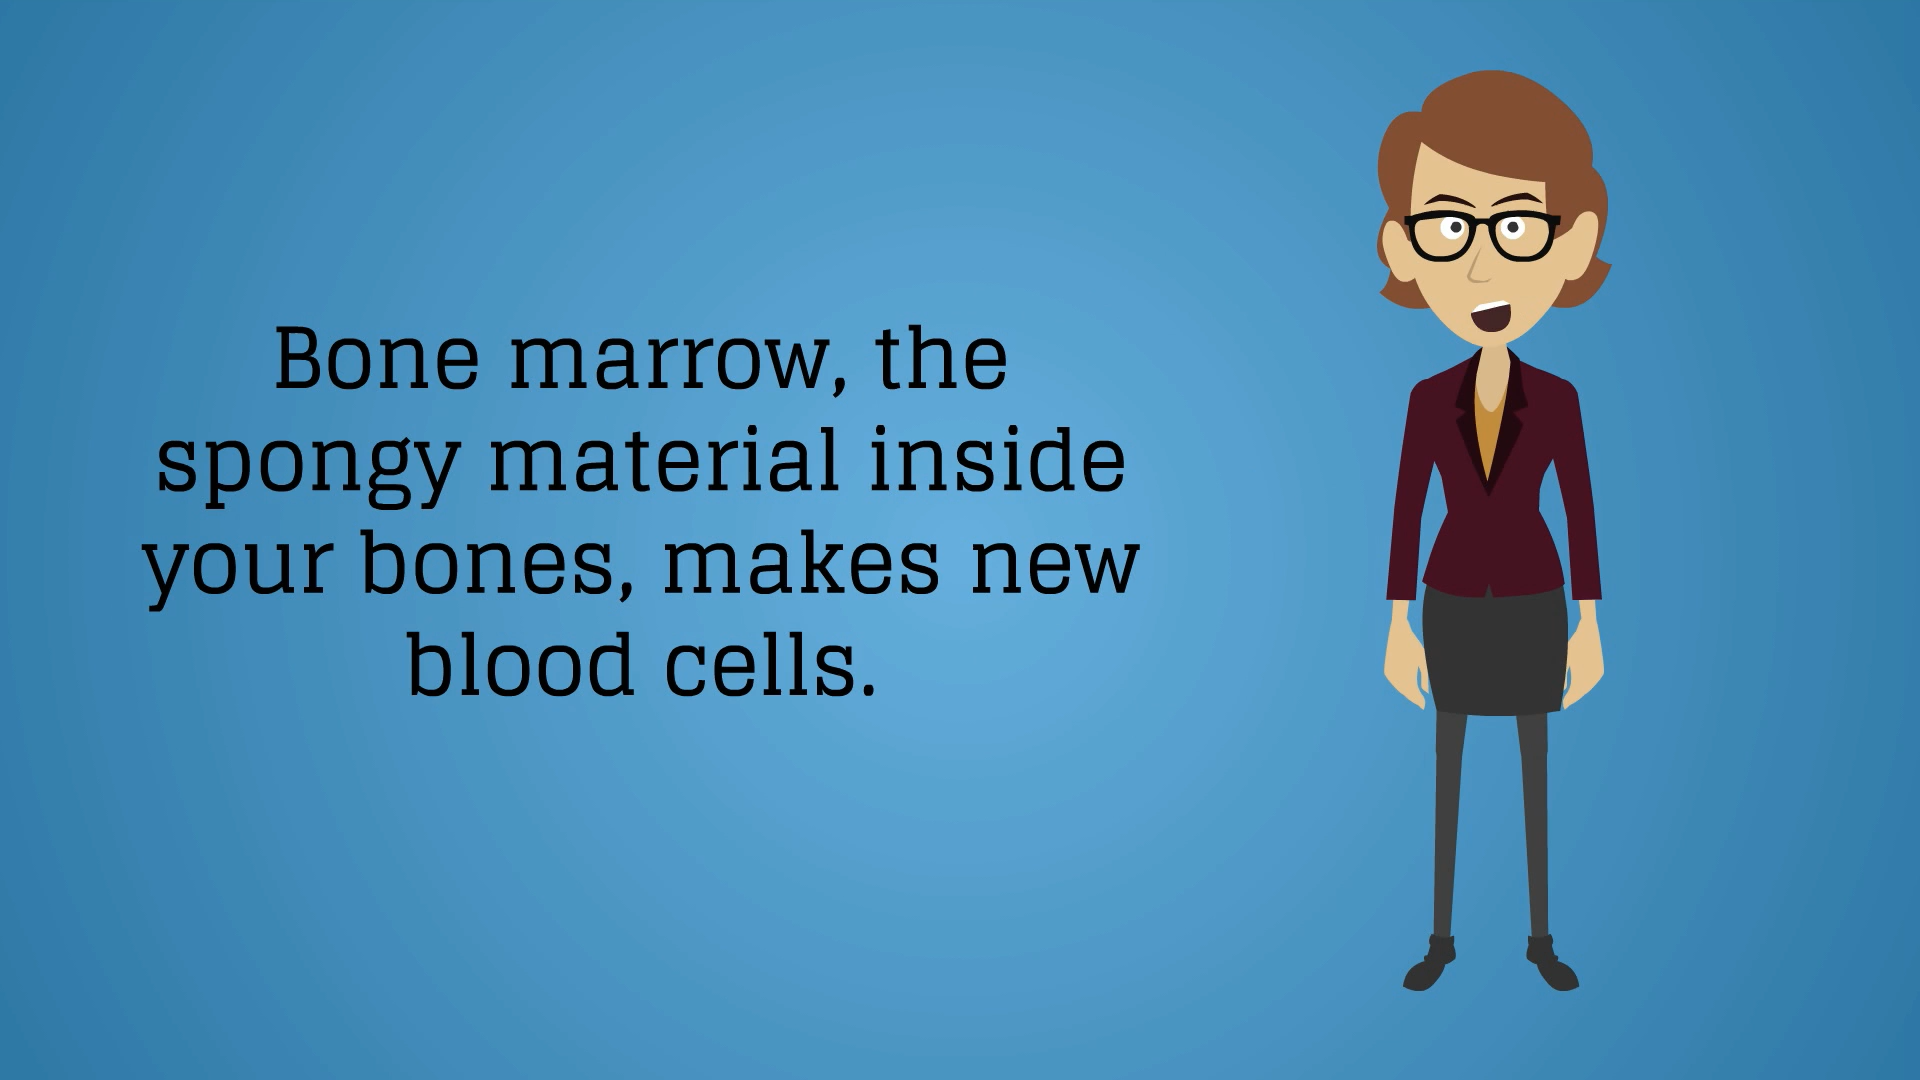 Bone marrow, the
spongy material inside
your bones, makes new
blood cells.